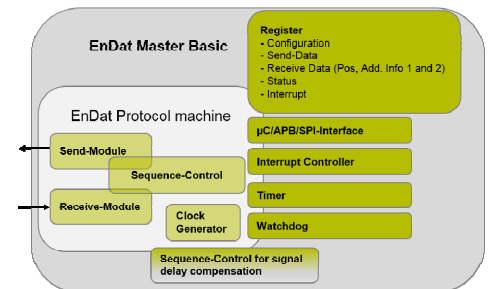 EnDat Master Basic
Register
- Configuration
- Send-Data
- Receive Data (Pos, Add. Info 1 and 2)
- Status
- Interrupt
EnDat Protocol machine
Send-Module
Sequence-Control
Receive-Module
Clock
Generator
µC/APB/SPI-Interface
Interrupt Controller
Timer
Watchdog
Sequence-Control for signal
delay compensation